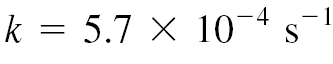 k = 5.7 × 10⁻⁴ s⁻¹